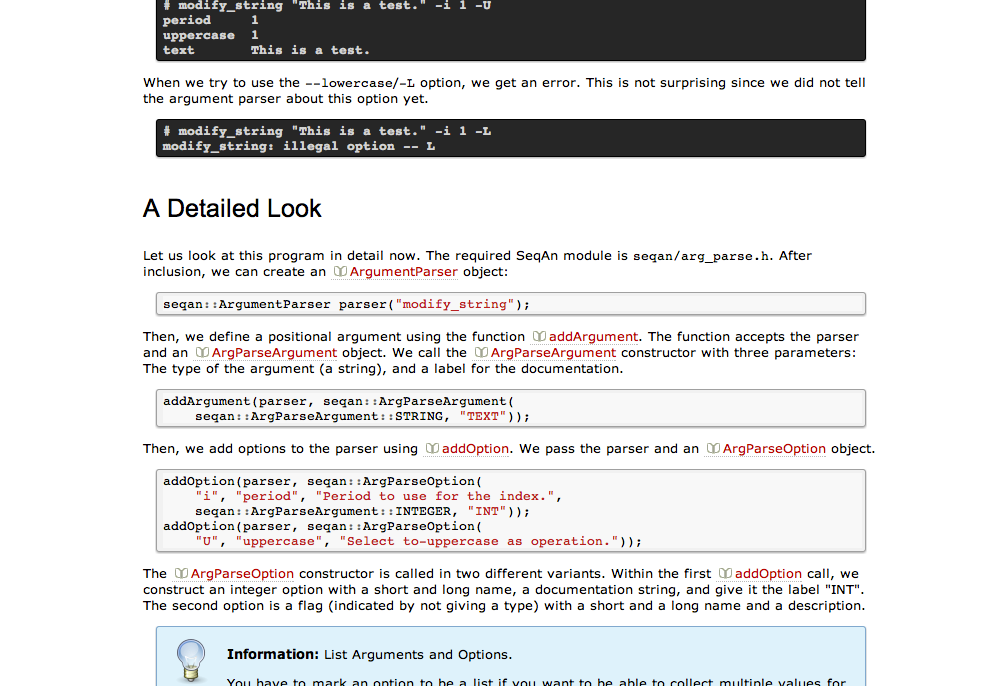 # modify_string "This is a test." -i 1 -U
period     1
uppercase  1
text       This is a test.
When we try to use the --lowercase/-L option, we get an error. This is not surprising since we did not tell
the argument parser about this option yet.
# modify_string "This is a test." -i 1 -L
modify_string: illegal option -- L
A Detailed Look
Let us look at this program in detail now. The required SeqAn module is seqan/arg_parse.h. After
inclusion, we can create an ArgumentParser object:
seqan::ArgumentParser parser("modify_string");
Then, we define a positional argument using the function addArgument. The function accepts the parser
and an ArgParseArgument object. We call the ArgParseArgument constructor with three parameters:
The type of the argument (a string), and a label for the documentation.
addArgument(parser, seqan::ArgParseArgument(
    seqan::ArgParseArgument::STRING, "TEXT"));
Then, we add options to the parser using addOption. We pass the parser and an ArgParseOption object.
addOption(parser, seqan::ArgParseOption(
    "i", "period", "Period to use for the index.",
    seqan::ArgParseArgument::INTEGER, "INT"));
addOption(parser, seqan::ArgParseOption(
    "U", "uppercase", "Select to-uppercase as operation."));
The ArgParseOption constructor is called in two different variants. Within the first addOption call, we
construct an integer option with a short and long name, a documentation string, and give it the label "INT".
The second option is a flag (indicated by not giving a type) with a short and a long name and a description.
Information: List Arguments and Options.
You have to mark an option to be a list if you want to be able to collect multiple values for